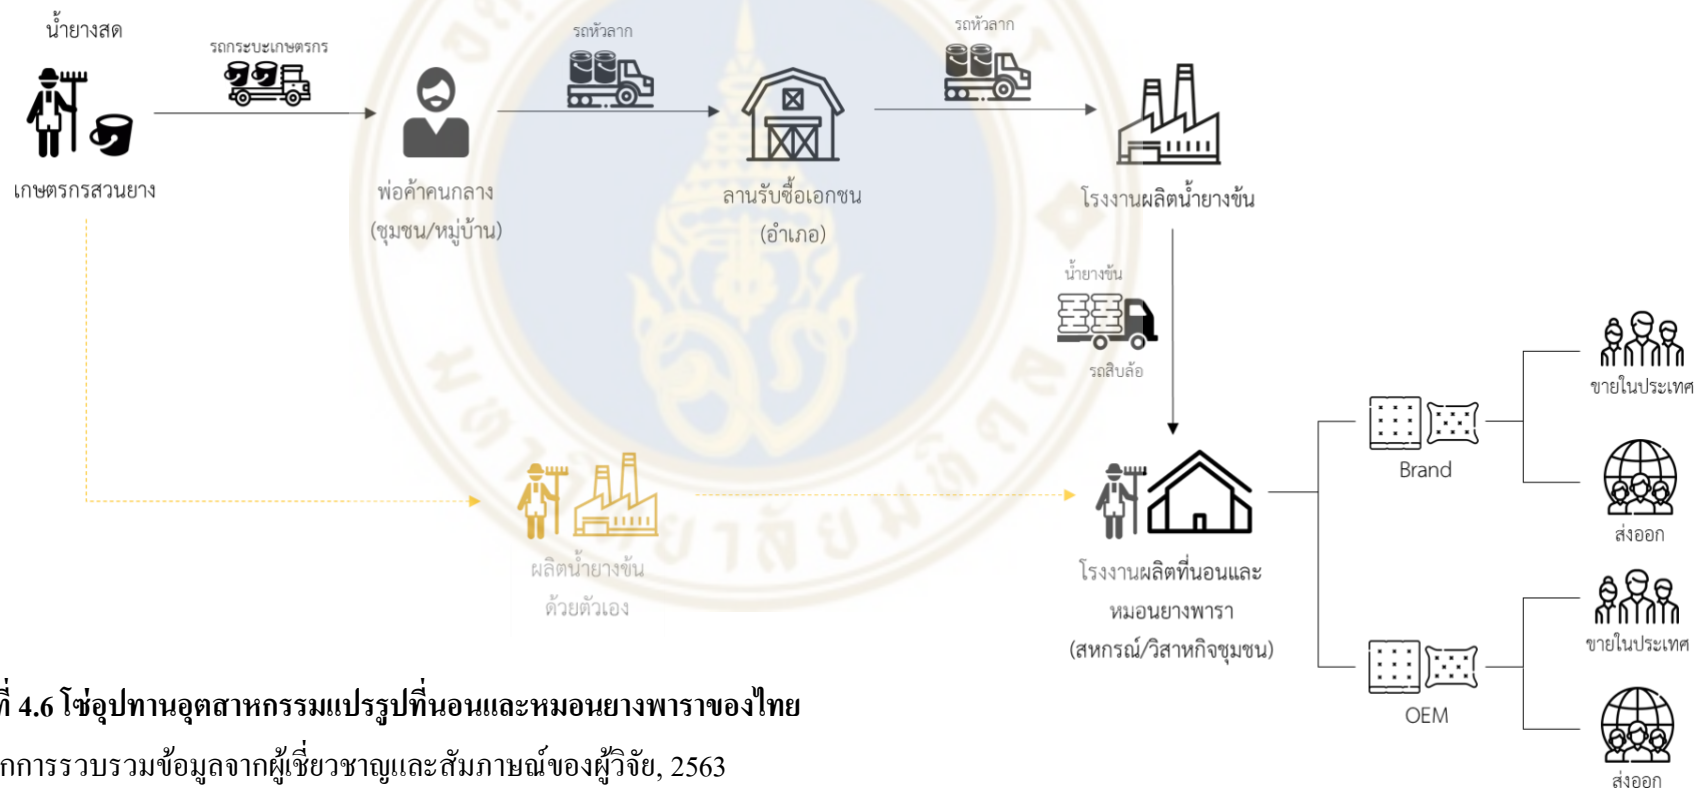 น้ำยางสด
รถกระบะเกษตรกร
รถหัวลาก
รถหัวลาก
เกษตรกรสวนยาง
พ่อค้าคนกลาง
(ชุมชน/หมู่บ้าน)
ลานรับซื้อเอกชน
(อำเภอ)
โรงงานผลิตน้ำยางข้น
น้ำยางข้น
รถสิบล้อ
ผลิตน้ำยางข้น
ด้วยตัวเอง
โรงงานผลิตที่นอนและ
หมอนยางพารา
(สหกรณ์/วิสาหกิจชุมชน)
Brand
ขายในประเทศ
ส่งออก
OEM
ขายในประเทศ
ส่งออก
ที่ 4.6 โซ่อุปทานอุตสาหกรรมแปรรูปที่นอนและหมอนยางพาราของไทย
กการรวบรวมข้อมูลจากผู้เชี่ยวชาญและสัมภาษณ์ของผู้วิจัย, 2563
มหาวิทยาลัยมหิดล